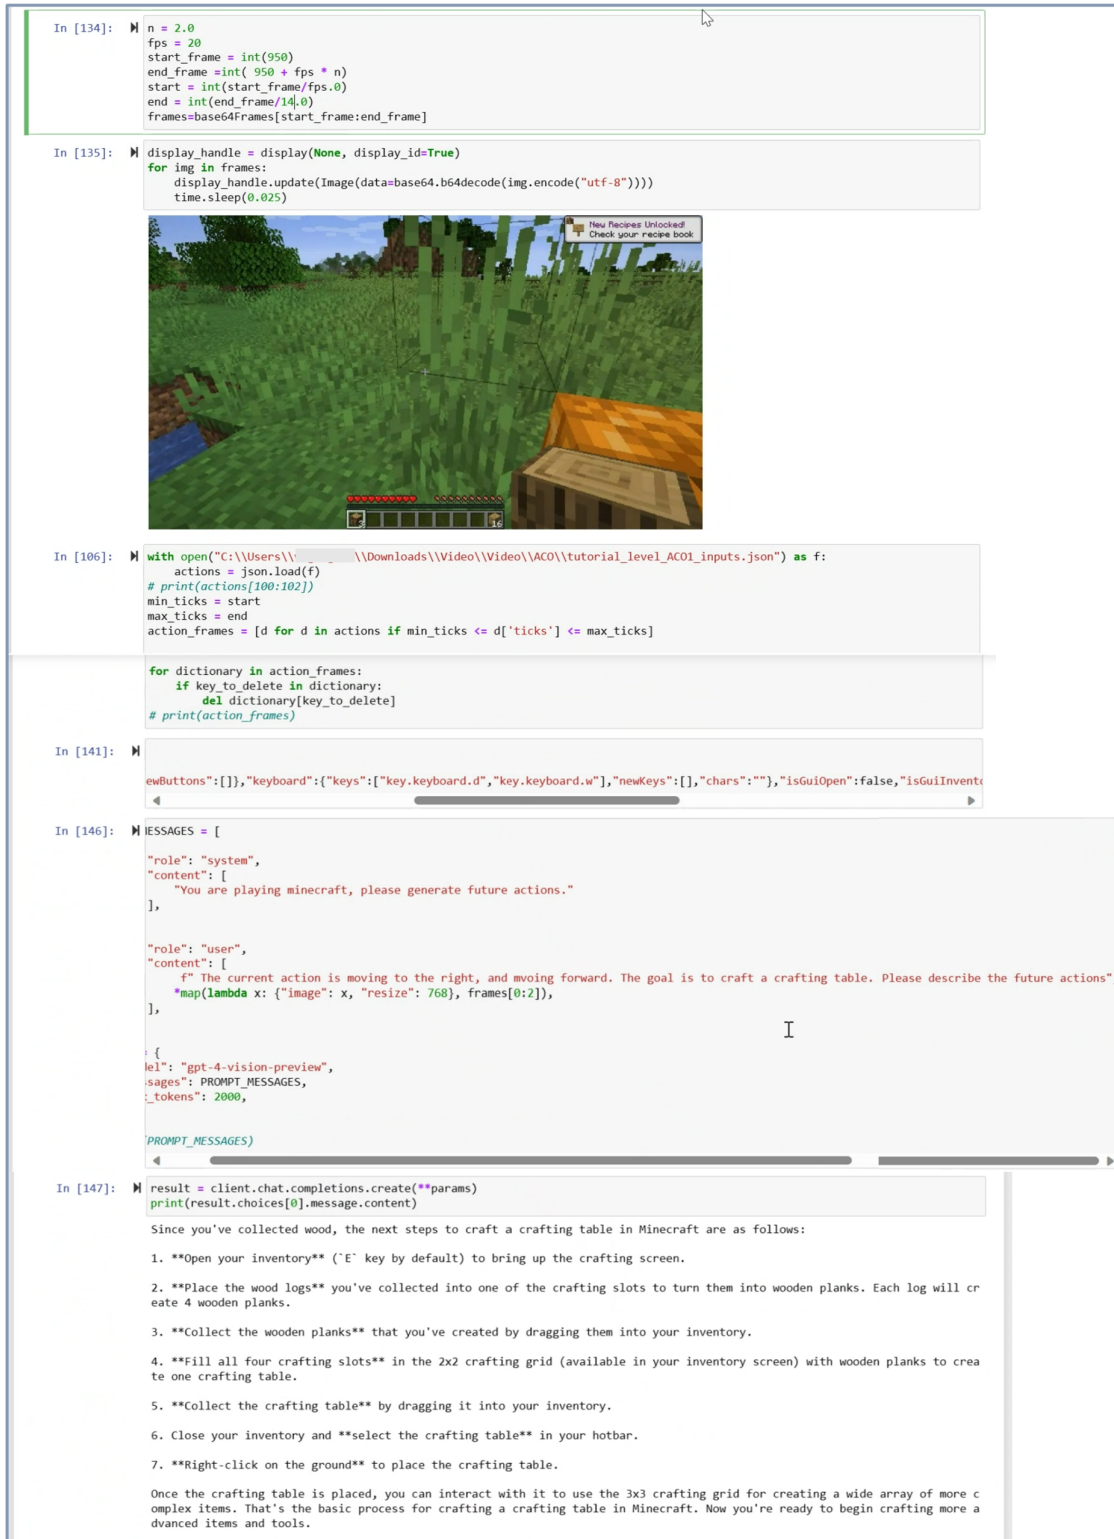 In [134]:
n = 2.0
fps = 20
start_frame = int(950)
end_frame =int( 950 + fps * n)
start = int(start_frame/fps.0)
end = int(end_frame/14.0)
frames=base64Frames[start_frame:end_frame]
In [135]:
display_handle = display(None, display_id=True)
for img in frames:
    display_handle.update(Image(data=base64.b64decode(img.encode("utf-8"))))
    time.sleep(0.025)
New Recipes Unlocked!
Check your recipe book
3
16
In [106]:
with open("C:\\Users\\ \\Downloads\\Video\\Video\\ACO\\tutorial_level_ACO1_inputs.json") as f:
    actions = json.load(f)
# print(actions[100:102])
min_ticks = start
max_ticks = end
action_frames = [d for d in actions if min_ticks <= d['ticks'] <= max_ticks]
for dictionary in action_frames:
    if key_to_delete in dictionary:
        del dictionary[key_to_delete]
# print(action_frames)
In [141]:
ewButtons":[]},"keyboard":{"keys":["key.keyboard.d","key.keyboard.w"],"newKeys":[],"chars":""},"isGuiOpen":false,"isGuiInvent
In [146]:
MESSAGES = [
"role": "system",
"content": [
    "You are playing minecraft, please generate future actions."
],
"role": "user",
"content": [
    f" The current action is moving to the right, and mvoing forward. The goal is to craft a crafting table. Please describe the future actions"
    *map(lambda x: {"image": x, "resize": 768}, frames[0:2]),
],
= {
del": "gpt-4-vision-preview",
sages": PROMPT_MESSAGES,
_tokens": 2000,
PROMPT_MESSAGES)
In [147]:
result = client.chat.completions.create(**params)
print(result.choices[0].message.content)
Since you've collected wood, the next steps to craft a crafting table in Minecraft are as follows:
1. **Open your inventory** (`E` key by default) to bring up the crafting screen.
2. **Place the wood logs** you've collected into one of the crafting slots to turn them into wooden planks. Each log will cr
eate 4 wooden planks.
3. **Collect the wooden planks** that you've created by dragging them into your inventory.
4. **Fill all four crafting slots** in the 2x2 crafting grid (available in your inventory screen) with wooden planks to crea
te one crafting table.
5. **Collect the crafting table** by dragging it into your inventory.
6. Close your inventory and **select the crafting table** in your hotbar.
7. **Right-click on the ground** to place the crafting table.
Once the crafting table is placed, you can interact with it to use the 3x3 crafting grid for creating a wide array of more c
omplex items. That's the basic process for crafting a crafting table in Minecraft. Now you're ready to begin crafting more a
dvanced items and tools.